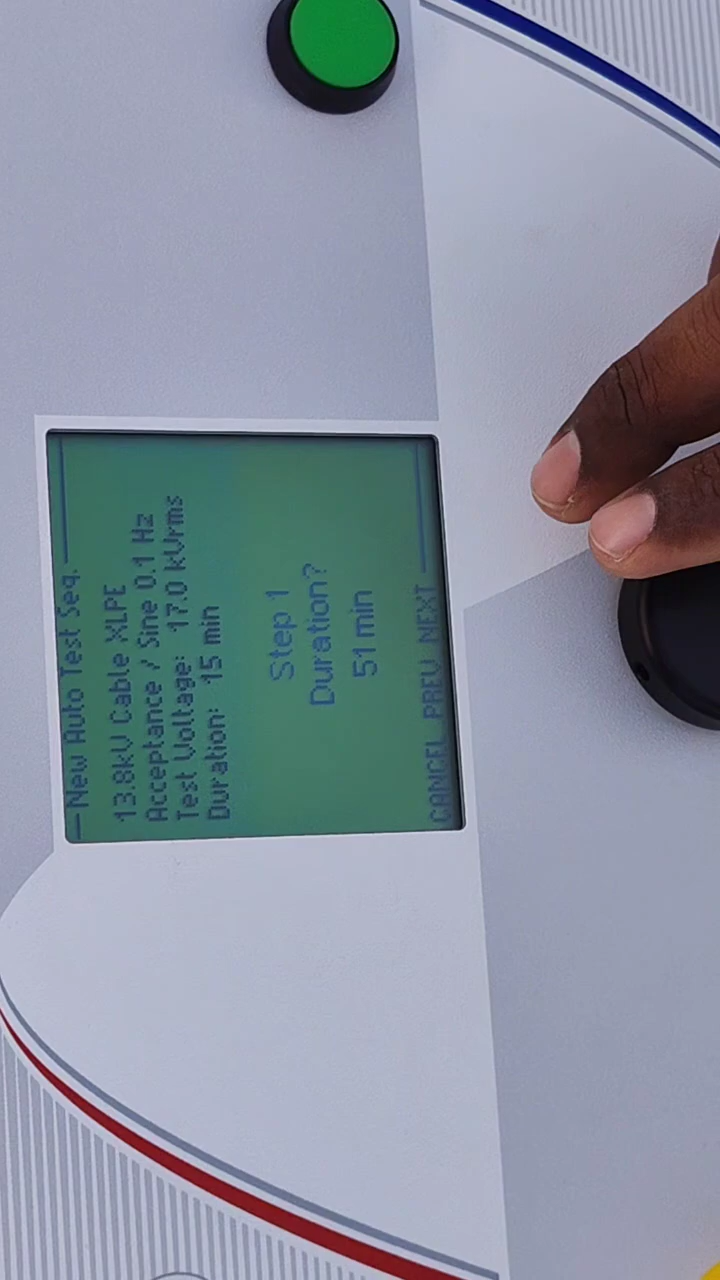 New Auto Test Seq.
13.8kV Cable XLPE
Acceptance / Sine 0.1 Hz
Test Voltage: 17.0 kVrms
Duration: 15 min
Step 1
Duration?
51 min
CANCEL PREV NEXT